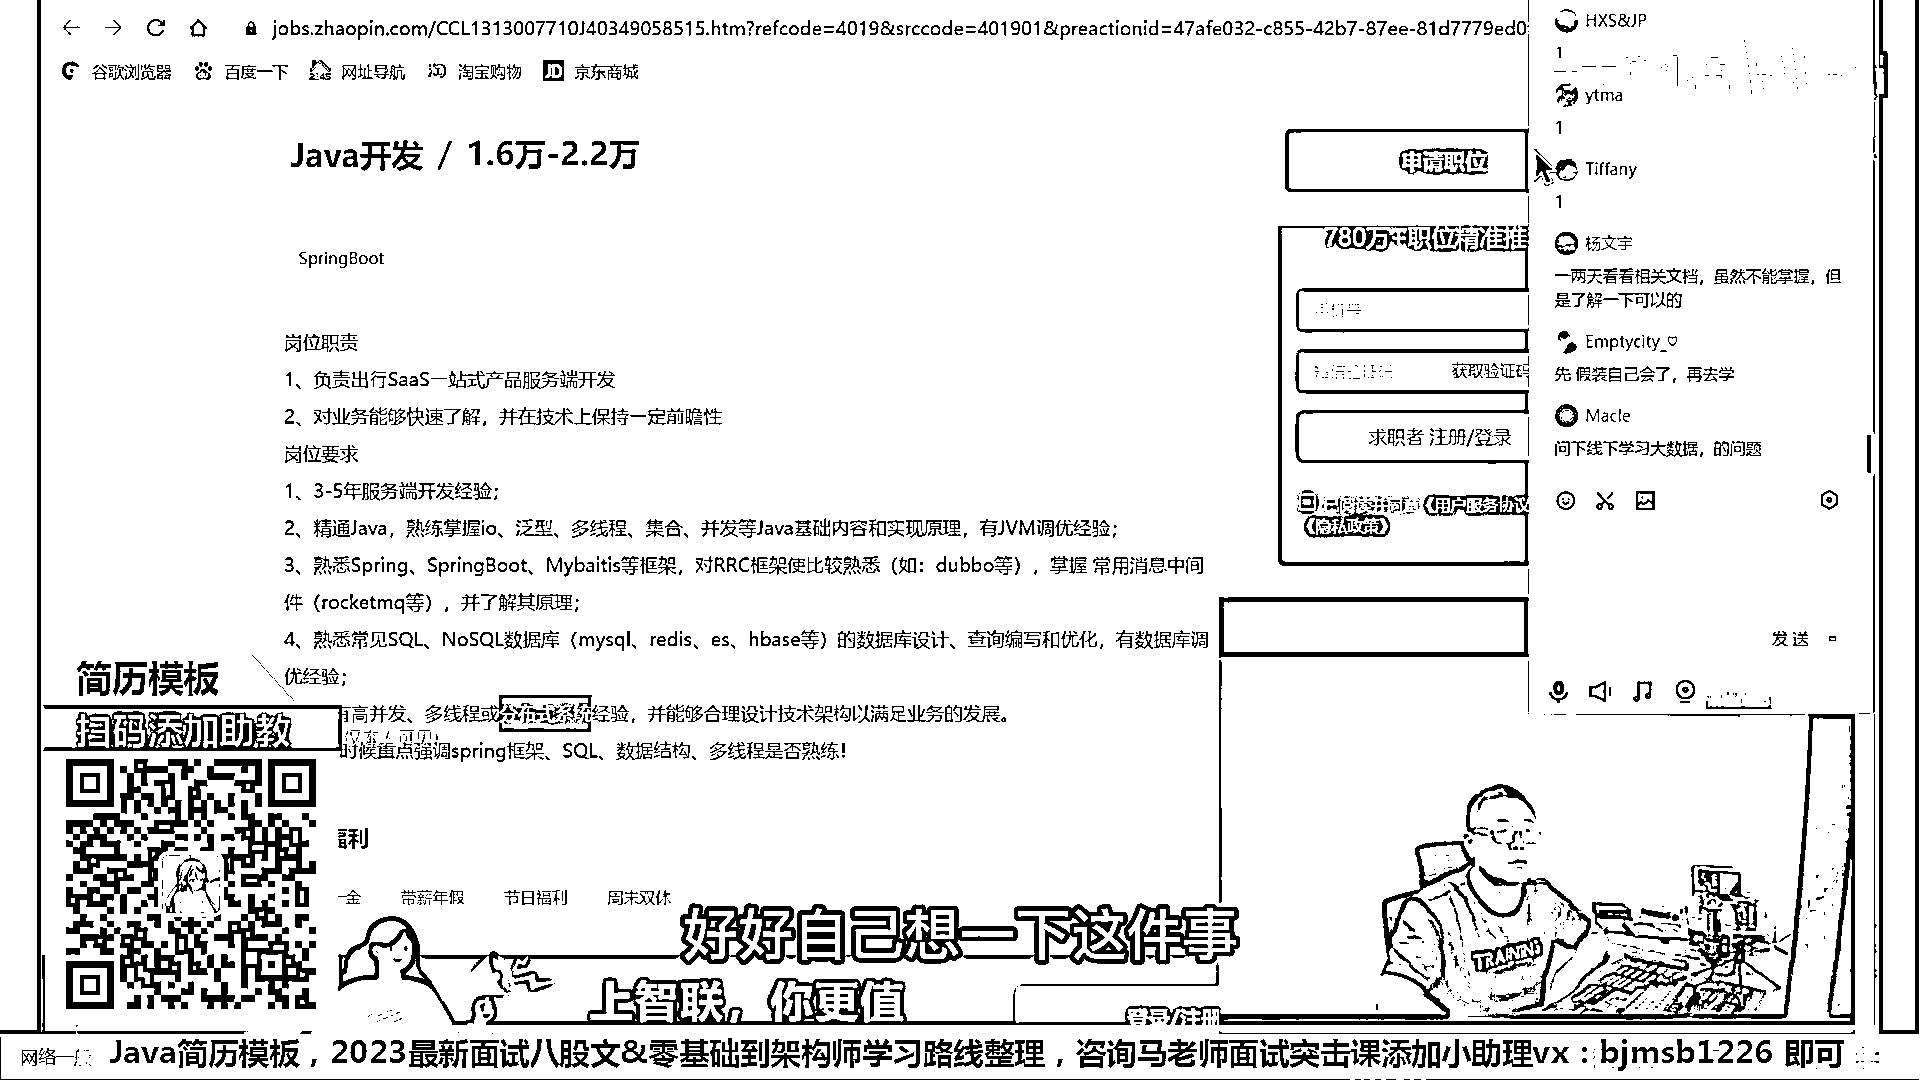 jobs.zhaopin.com/CCL1313007710J40349058515.htm?refcode=4019&srccode=401901&preactionid=47afe032-c855-42b7-87ee-81d7779ed0
谷歌浏览器 百度一下 网址导航 淘宝购物 京东商城
Java开发 / 1.6万-2.2万
申请职位
SpringBoot
岗位职责
1、负责出行SaaS一站式产品服务端开发
2、对业务能够快速了解，并在技术上保持一定前瞻性
岗位要求
1、3-5年服务端开发经验；
2、精通Java，熟练掌握io、泛型、多线程、集合、并发等Java基础内容和实现原理，有JVM调优经验；
3、熟悉Spring、SpringBoot、Mybaitis等框架，对RRC框架使比较熟悉（如：dubbo等），掌握 常用消息中间
件（rocketmq等），并了解其原理；
4、熟悉常见SQL、NoSQL数据库（mysql、redis、es、hbase等）的数据库设计、查询编写和优化，有数据库调
优经验；
有高并发、多线程或分布式系统经验，并能够合理设计技术架构以满足业务的发展。
时候重点强调spring框架、SQL、数据结构、多线程是否熟练！
福利
一金 带薪年假 节日福利 周末双休
780万+职位精准推
手机号
获取验证码
求职者 注册/登录
已阅读并同意《用户服务协议
《隐私政策》
HXS&JP
1
ytma
1
Tiffany
1
杨文宇
一两天看看相关文档，虽然不能掌握，但
是了解一下可以的
Emptycity_♡
先 假装自己会了，再去学
Macle
问下线下学习大数据，的问题
发送
简历模板
扫码添加助教
TRAINING
好好自己想一下这件事
上智联，你更值
登录/注册
网络一般
Java简历模板，2023最新面试八股文&零基础到架构师学习路线整理，咨询马老师面试突击课添加小助理vx：bjmsb1226 即可